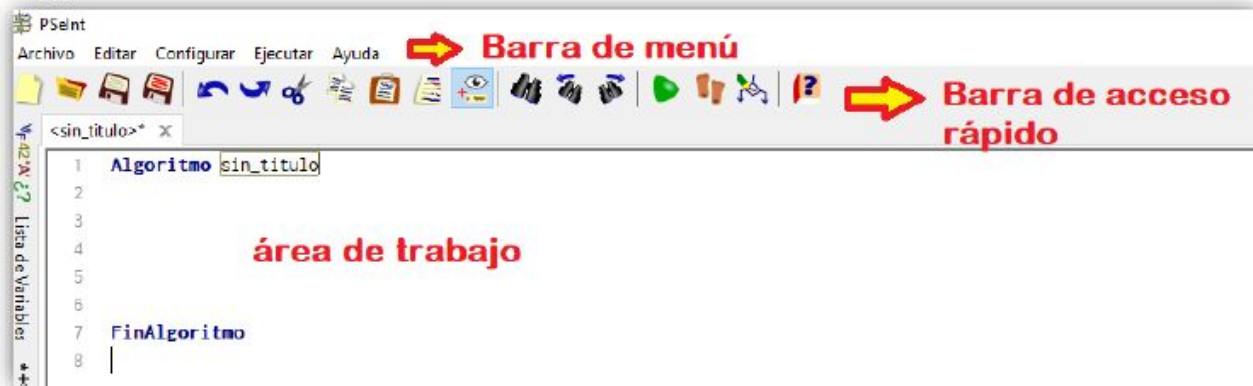 PSeInt
Archivo Editar Configurar Ejecutar Ayuda
Barra de menú
Barra de acceso
rápido
<sin_titulo>* X
1 Algoritmo sin_titulo
2
3
4
5
6
7 FinAlgoritmo
8
área de trabajo
*+ 42 'A' ¿? Lista de Variables